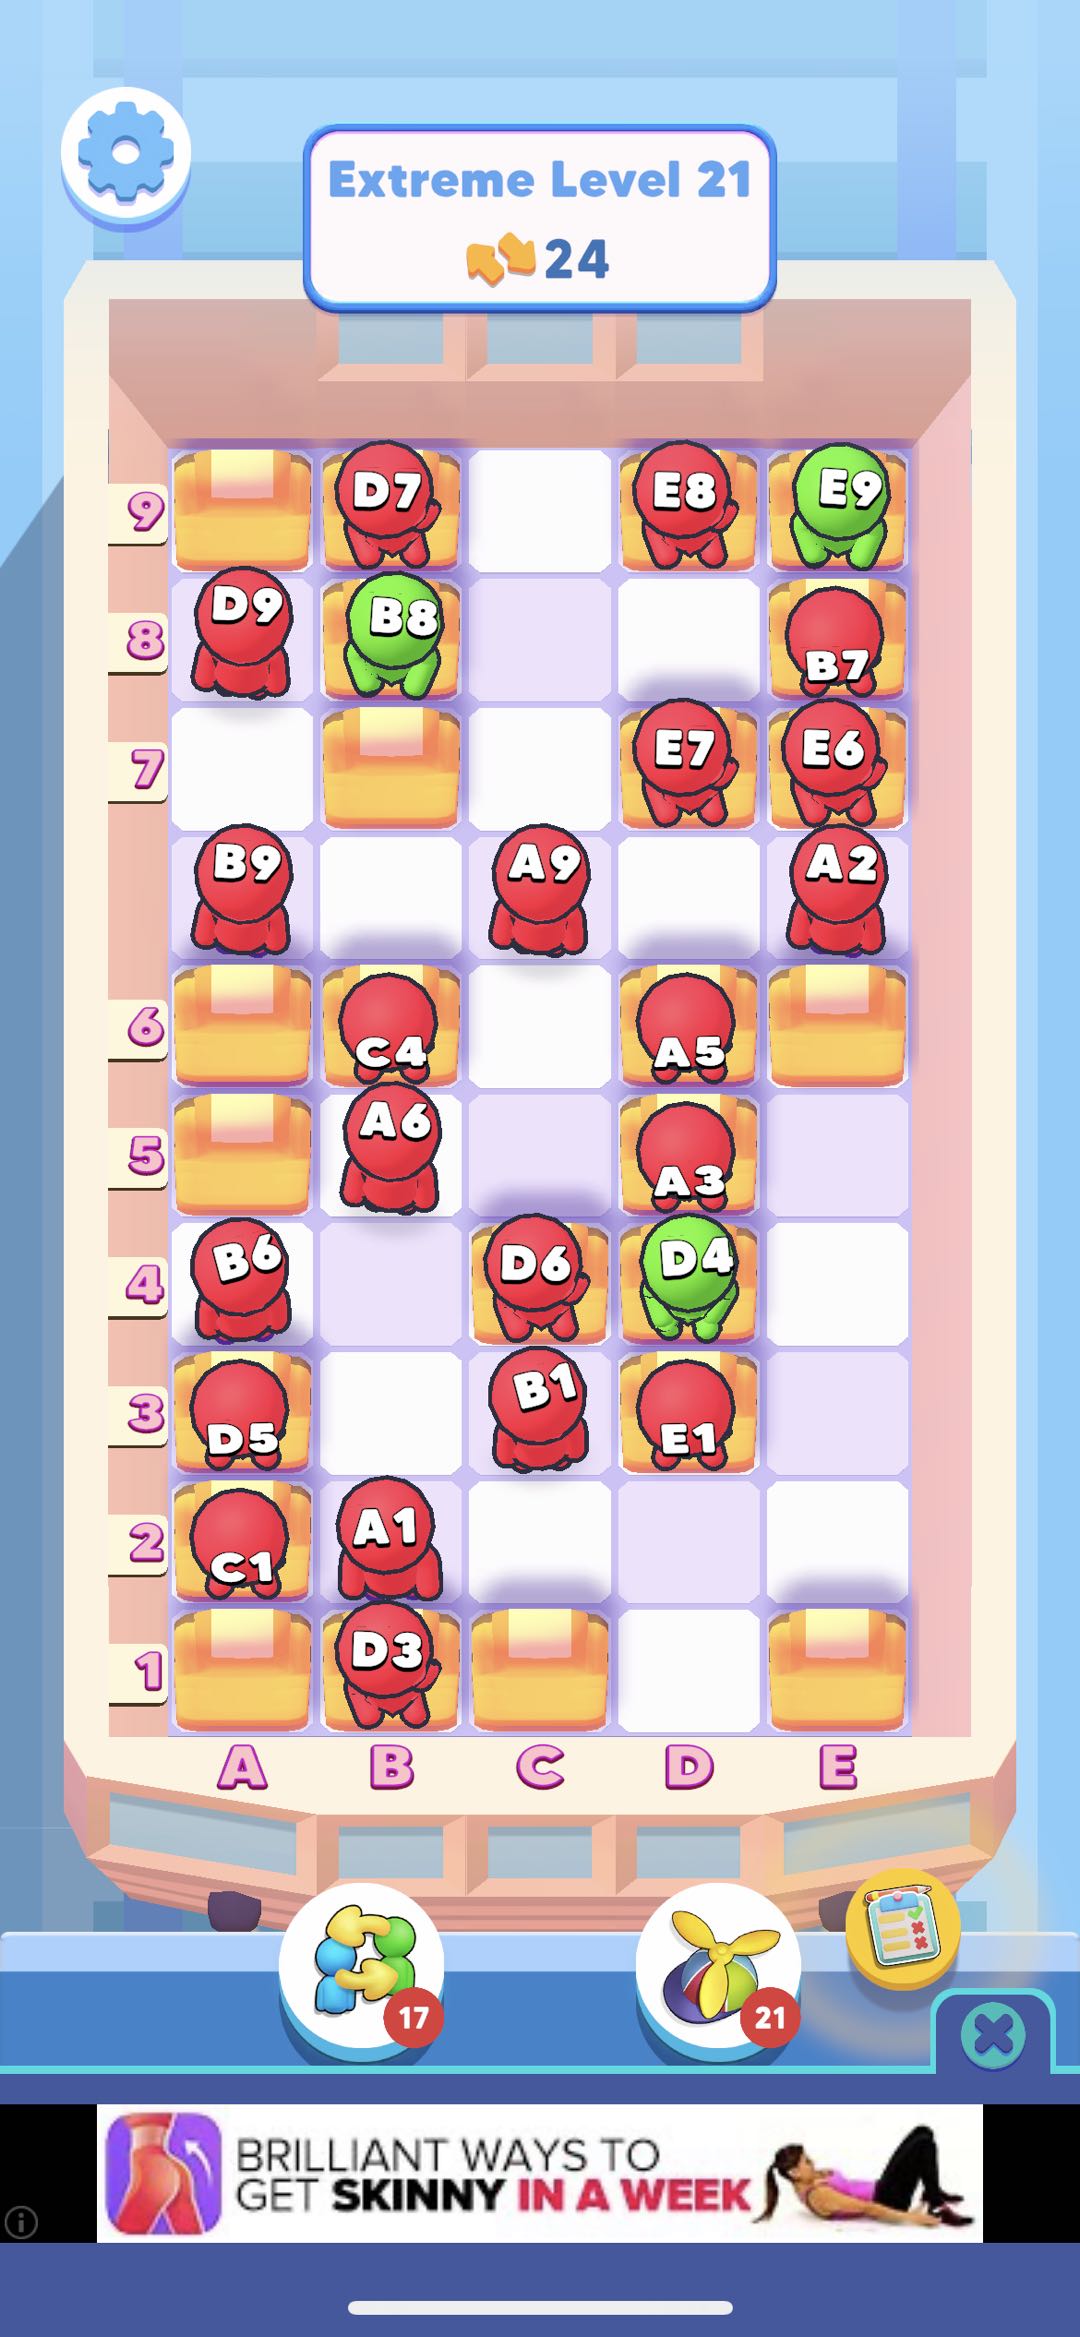 Extreme Level 21
24
9 D7 E8 E9
8 D9 B8 B7
7 E7 E6
B9 A9 A2
6 C4 A5
5 A6 A3
4 B6 D6 D4
3 D5 B1 E1
2 C1 A1
1 D3
A B C D E
17 21
BRILLIANT WAYS TO
GET SKINNY IN A WEEK